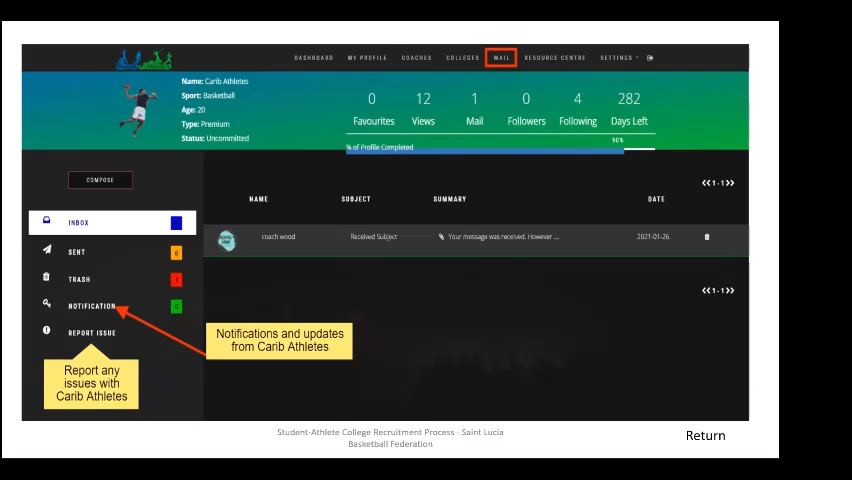 DASHBOARD MY PROFILE COACHES COLLEGES MAIL RESOURCE CENTRE SETTINGS
Name: Carib Athletes
Sport: Basketball
Age: 20
Type: Premium
Status: Uncommitted
0 12 1 0 4 282
Favourites Views Mail Followers Following Days Left
90%
% of Profile Completed
COMPOSE
INBOX
SENT 6
TRASH 1
NOTIFICATION 0
REPORT ISSUE
1-1
NAME SUBJECT SUMMARY DATE
coach wood Received Subject Your message was received. However ... 2021-01-26
1-1
Notifications and updates
from Carib Athletes
Report any
issues with
Carib Athletes
Student-Athlete College Recruitment Process - Saint Lucia
Basketball Federation
Return